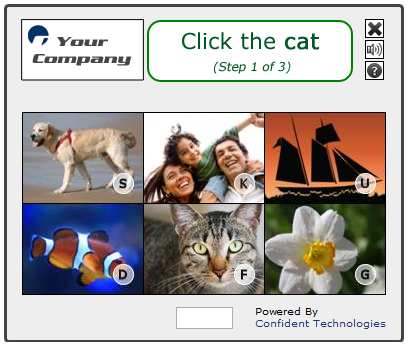 Your
Company
Click the cat
(Step 1 of 3)
?
S
K
U
D
F
G
Powered By
Confident Technologies